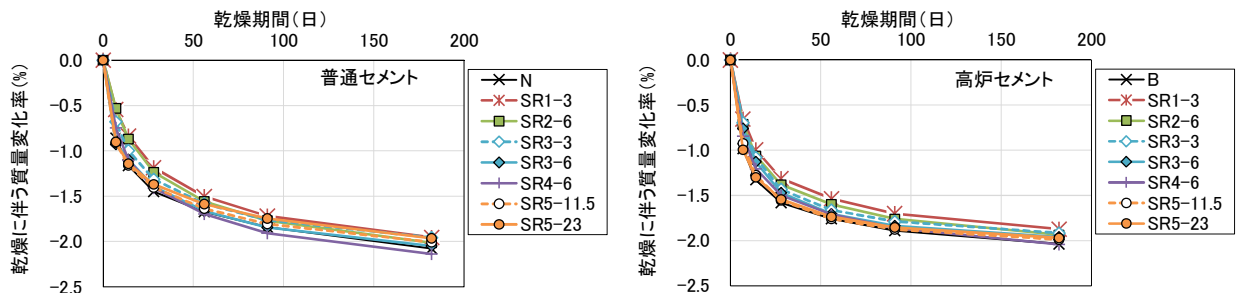 乾燥期間(日)
0 50 100 150 200
0.0
-0.5
-1.0
-1.5
-2.0
-2.5
乾燥に伴う質量変化率(%)
普通セメント
N
SR1-3
SR2-6
SR3-3
SR3-6
SR4-6
SR5-11.5
SR5-23
乾燥期間(日)
0 50 100 150 200
0.0
-0.5
-1.0
-1.5
-2.0
-2.5
乾燥に伴う質量変化率(%)
高炉セメント
B
SR1-3
SR2-6
SR3-3
SR3-6
SR4-6
SR5-11.5
SR5-23